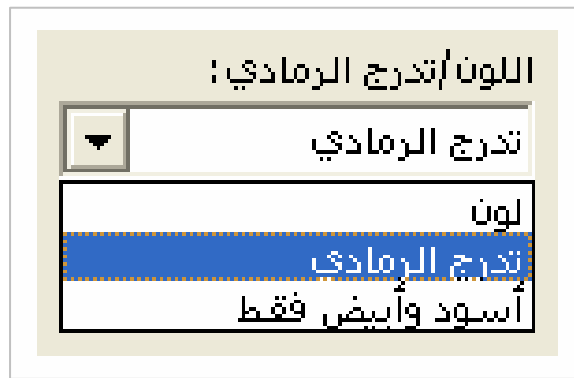 اللون/تدرج الرمادي:
تدرج الرمادي
لون
تدرج الرمادي
أسود وأبيض فقط